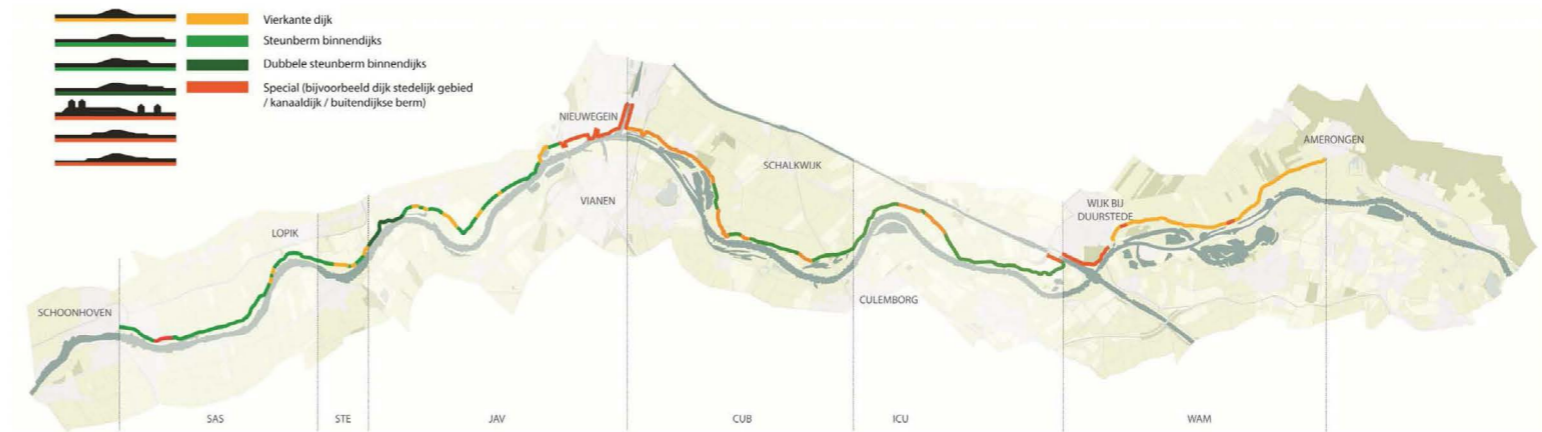 Vierkante dijk
Steunberm binnendijks
Dubbele steunberm binnendijks
Special (bijvoorbeeld dijk stedelijk gebied
/ kanaaldijk / buitendijkse berm)
NIEUWEGEIN
AMERONGEN
SCHALKWIJK
VIANEN
WIJK BIJ
DUURSTEDE
LOPIK
CULEMBORG
SCHOONHOVEN
SAS
STE
JAV
CUB
ICU
WAM